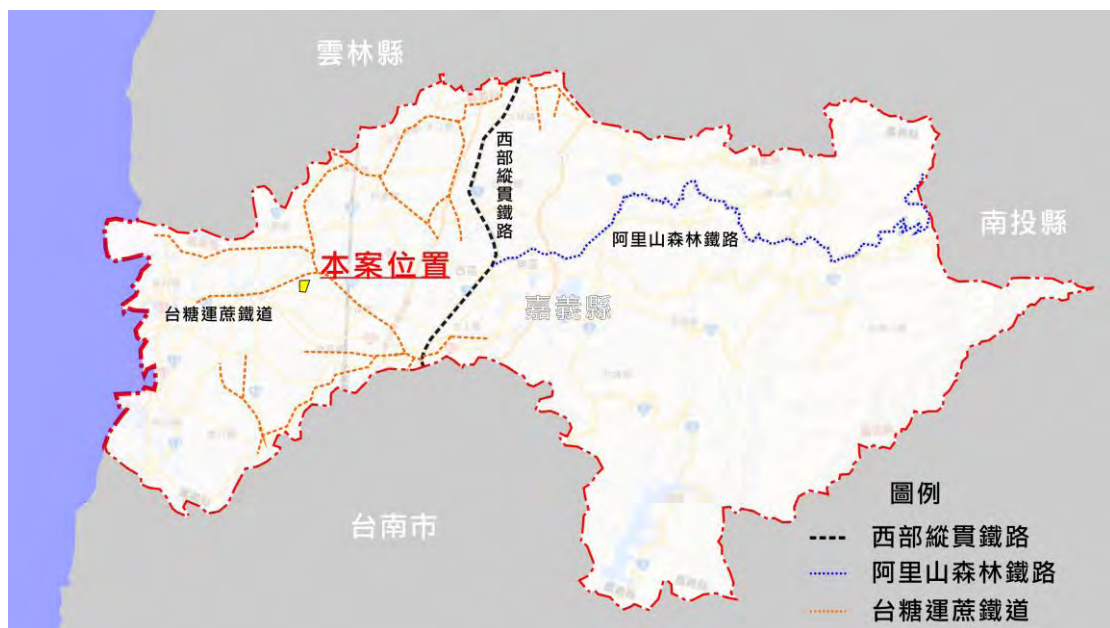 雲林縣
西部縱貫鐵路
南投縣
阿里山森林鐵路
本案位置
嘉義縣
台糖運蔗鐵道
台南市
圖例
西部縱貫鐵路
阿里山森林鐵路
台糖運蔗鐵道